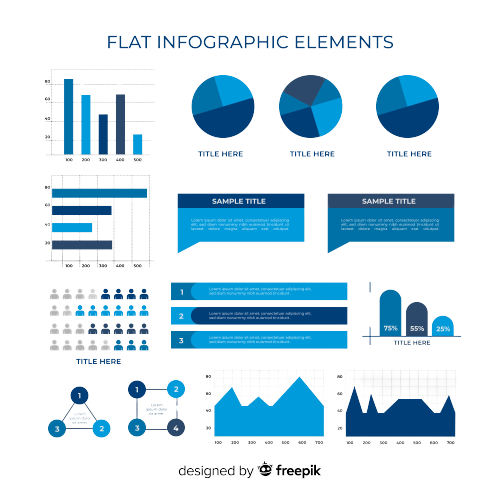 FLAT INFOGRAPHIC ELEMENTS
80
60
40
20
100 200 300 400 500
TITLE HERE
TITLE HERE
TITLE HERE
80
60
40
20
100 200 300 400 500
SAMPLE TITLE
Lorem ipsum dolor sit amet, consectetuer adipiscing
elit, sed diam nonummy nibh euismod tincidunt ut
laoreet dolore magna aliquam erat volutpat.
SAMPLE TITLE
Lorem ipsum dolor sit amet, consectetuer adipiscing
elit, sed diam nonummy nibh euismod tincidunt ut
laoreet dolore magna aliquam erat volutpat.
TITLE HERE
1
Lorem ipsum dolor sit amet, consectetuer adipiscing elit,
sed diam nonummy nibh euismod tincidunt.
2
Lorem ipsum dolor sit amet, consectetuer adipiscing elit,
sed diam nonummy nibh euismod tincidunt.
3
Lorem ipsum dolor sit amet, consectetuer adipiscing elit,
sed diam nonummy nibh euismod tincidunt.
75% 55% 25%
TITLE HERE
1
Lorem
ipsum dolor
sit amet
3 2
1 2
Lorem
ipsum dolor
sit amet
3 4
80
60
40
20
100 200 300 400 500 600 700
80
60
40
20
100 200 300 400 500 600 700
designed by freepik